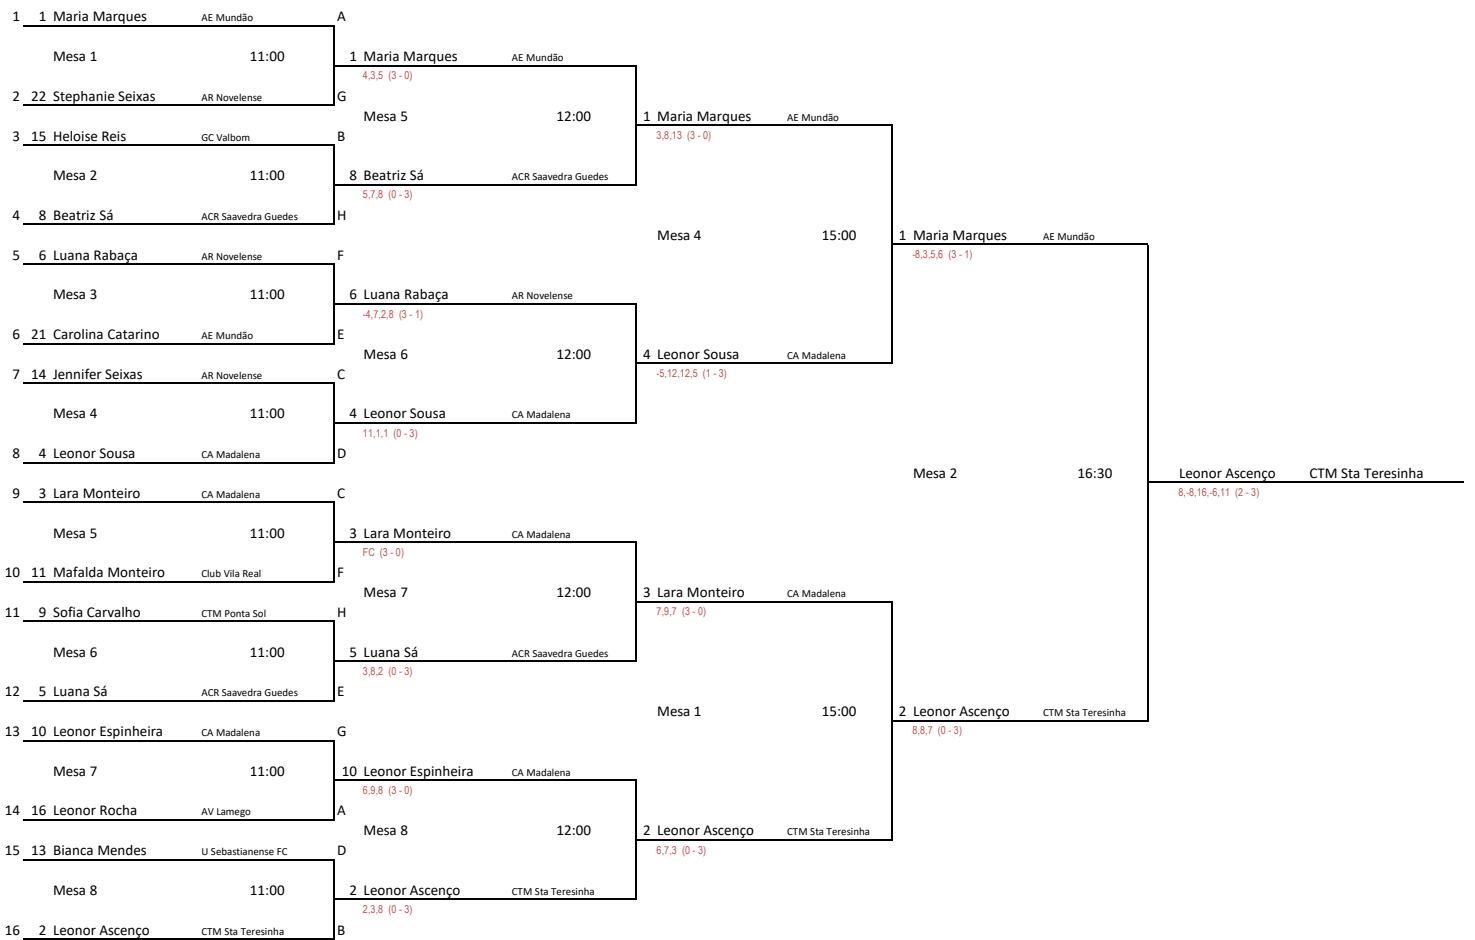 1 1 Maria Marques AE Mundão A
Mesa 1 11:00 1 Maria Marques AE Mundão
4,3,5 (3 - 0)
2 22 Stephanie Seixas AR Novelense G
Mesa 5 12:00 1 Maria Marques AE Mundão
3 15 Heloise Reis GC Valbom B 3,8,13 (3 - 0)
Mesa 2 11:00 8 Beatriz Sá ACR Saavedra Guedes
5,7,8 (0 - 3)
4 8 Beatriz Sá ACR Saavedra Guedes H
Mesa 4 15:00 1 Maria Marques AE Mundão
5 6 Luana Rabaça AR Novelense F -8,3,5,6 (3 - 1)
Mesa 3 11:00 6 Luana Rabaça AR Novelense
-4,7,2,8 (3 - 1)
6 21 Carolina Catarino AE Mundão E
Mesa 6 12:00 4 Leonor Sousa CA Madalena
7 14 Jennifer Seixas AR Novelense C -5,12,12,5 (1 - 3)
Mesa 4 11:00 4 Leonor Sousa CA Madalena
11,1,1 (0 - 3)
8 4 Leonor Sousa CA Madalena D
Mesa 2 16:30 Leonor Ascenço CTM Sta Teresinha
9 3 Lara Monteiro CA Madalena C 8,-8,16,-6,11 (2 - 3)
Mesa 5 11:00 3 Lara Monteiro CA Madalena
FC (3 - 0)
10 11 Mafalda Monteiro Club Vila Real F
Mesa 7 12:00 3 Lara Monteiro CA Madalena
11 9 Sofia Carvalho CTM Ponta Sol H 7,9,7 (3 - 0)
Mesa 6 11:00 5 Luana Sá ACR Saavedra Guedes
3,8,2 (0 - 3)
12 5 Luana Sá ACR Saavedra Guedes E
Mesa 1 15:00 2 Leonor Ascenço CTM Sta Teresinha
13 10 Leonor Espinheira CA Madalena G 8,8,7 (0 - 3)
Mesa 7 11:00 10 Leonor Espinheira CA Madalena
6,9,8 (3 - 0)
14 16 Leonor Rocha AV Lamego A
Mesa 8 12:00 2 Leonor Ascenço CTM Sta Teresinha
15 13 Bianca Mendes U Sebastianense FC D 6,7,3 (0 - 3)
Mesa 8 11:00 2 Leonor Ascenço CTM Sta Teresinha
2,3,8 (0 - 3)
16 2 Leonor Ascenço CTM Sta Teresinha B